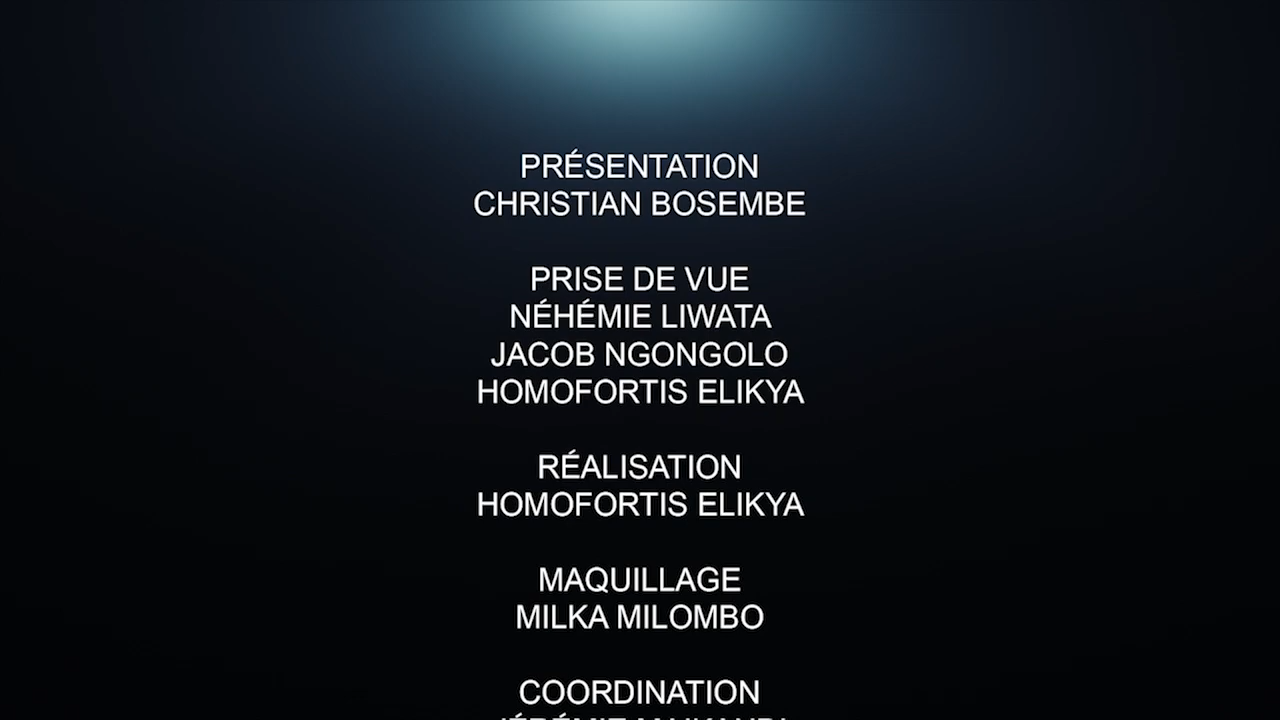 PRÉSENTATION
CHRISTIAN BOSEMBE
PRISE DE VUE
NÉHÉMIE LIWATA
JACOB NGONGOLO
HOMOFORTIS ELIKYA
RÉALISATION
HOMOFORTIS ELIKYA
MAQUILLAGE
MILKA MILOMBO
COORDINATION